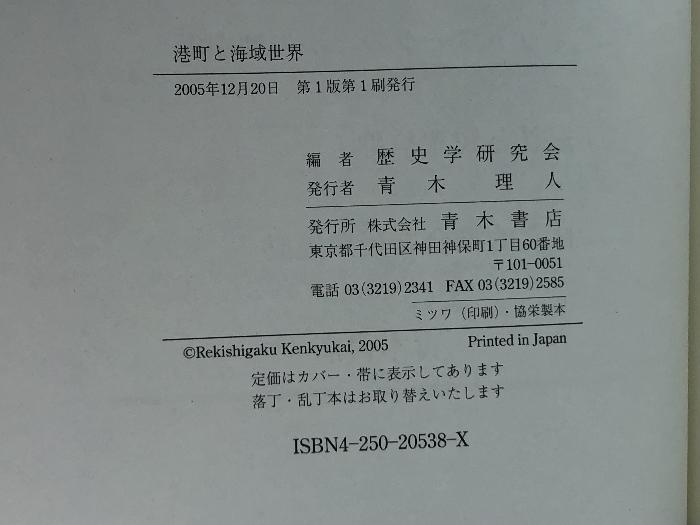 港町と海域世界
2005年12月20日　第1版第1刷発行
編　者　歴史学研究会
発行者　青　木　理　人
発行所　株式会社　青木書店
東京都千代田区神田神保町1丁目60番地
〒101-0051
電話 03(3219)2341　FAX 03(3219)2585
ミツワ（印刷）・協栄製本
©Rekishigaku Kenkyukai, 2005　Printed in Japan
定価はカバー・帯に表示してあります
落丁・乱丁本はお取り替えいたします
ISBN4-250-20538-X